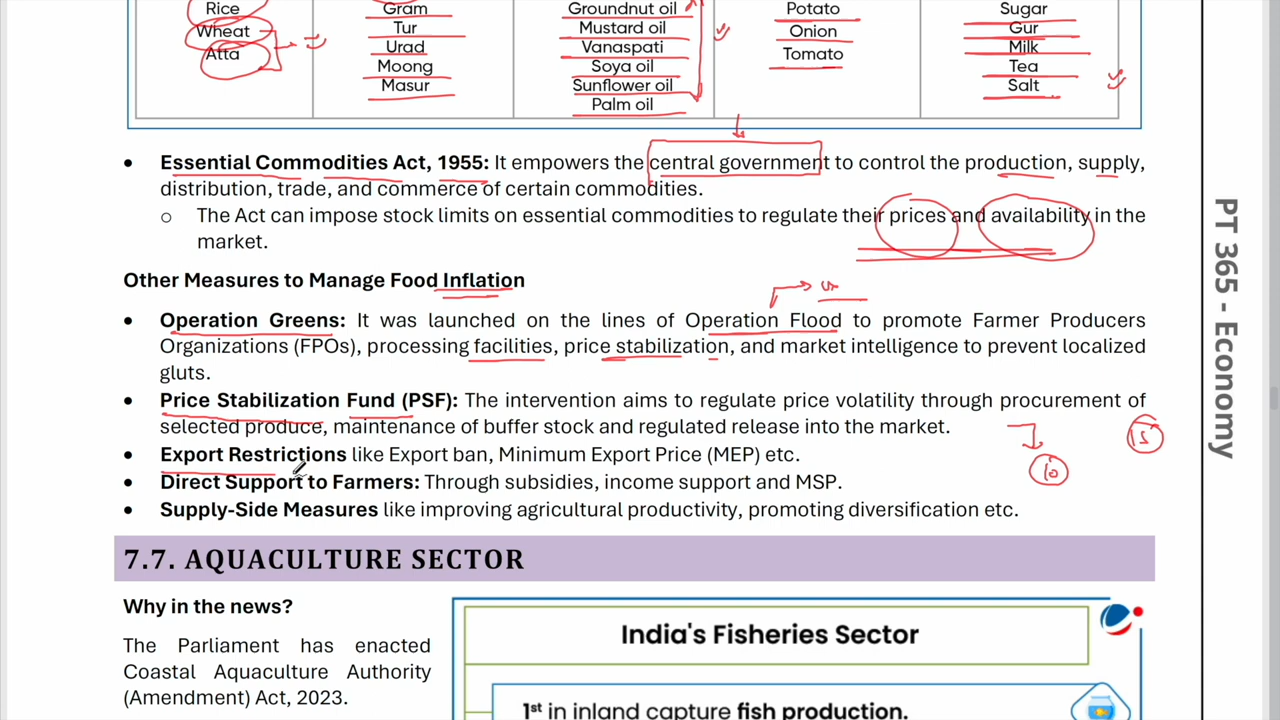 Rice Gram Groundnut oil Potato Sugar
Wheat Tur Mustard oil Onion Gur
Atta Urad Vanaspati Tomato Milk
Moong Soya oil Tea
Masur Sunflower oil Salt
Palm oil
• Essential Commodities Act, 1955: It empowers the central government to control the production, supply,
distribution, trade, and commerce of certain commodities.
o The Act can impose stock limits on essential commodities to regulate their prices and availability in the
market.
Other Measures to Manage Food Inflation
• Operation Greens: It was launched on the lines of Operation Flood to promote Farmer Producers
Organizations (FPOs), processing facilities, price stabilization, and market intelligence to prevent localized
gluts.
• Price Stabilization Fund (PSF): The intervention aims to regulate price volatility through procurement of
selected produce, maintenance of buffer stock and regulated release into the market.
15
• Export Restrictions like Export ban, Minimum Export Price (MEP) etc.
10
• Direct Support to Farmers: Through subsidies, income support and MSP.
• Supply-Side Measures like improving agricultural productivity, promoting diversification etc.
7.7. AQUACULTURE SECTOR
Why in the news?
The Parliament has enacted
Coastal Aquaculture Authority
(Amendment) Act, 2023.
India's Fisheries Sector
1st in inland capture fish production.
PT 365 - Economy